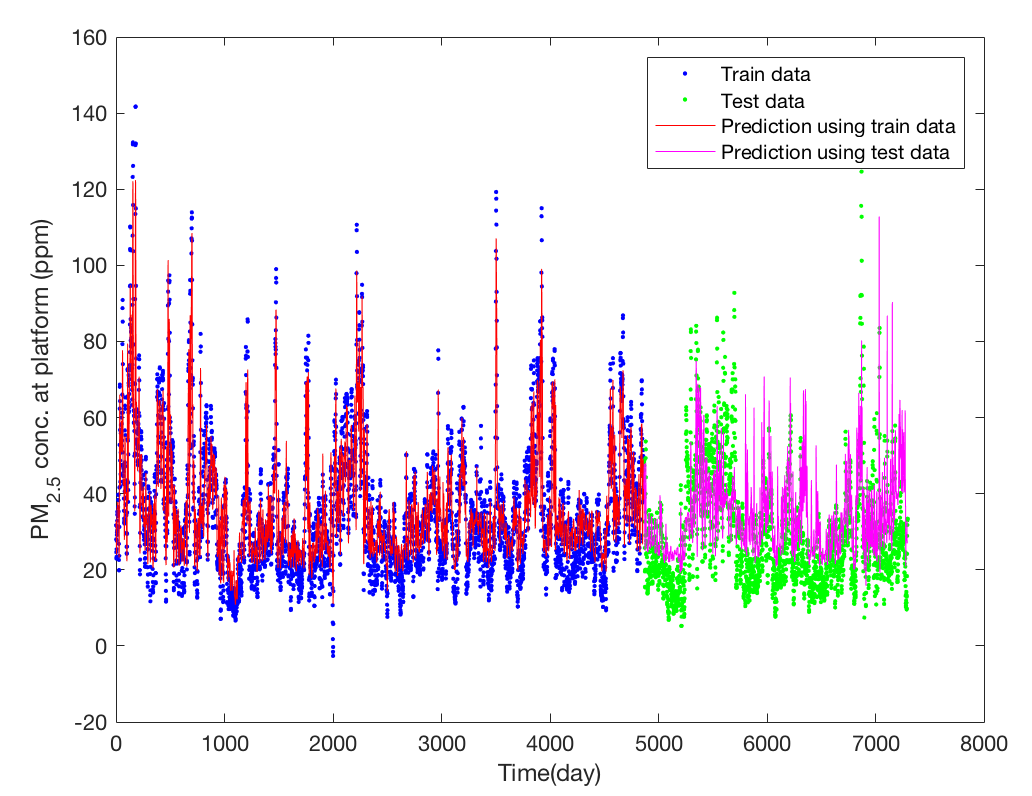 160
140
120
100
80
60
40
20
0
-20
PM2.5 conc. at platform (ppm)
Train data
Test data
Prediction using train data
Prediction using test data
0 1000 2000 3000 4000 5000 6000 7000 8000
Time(day)